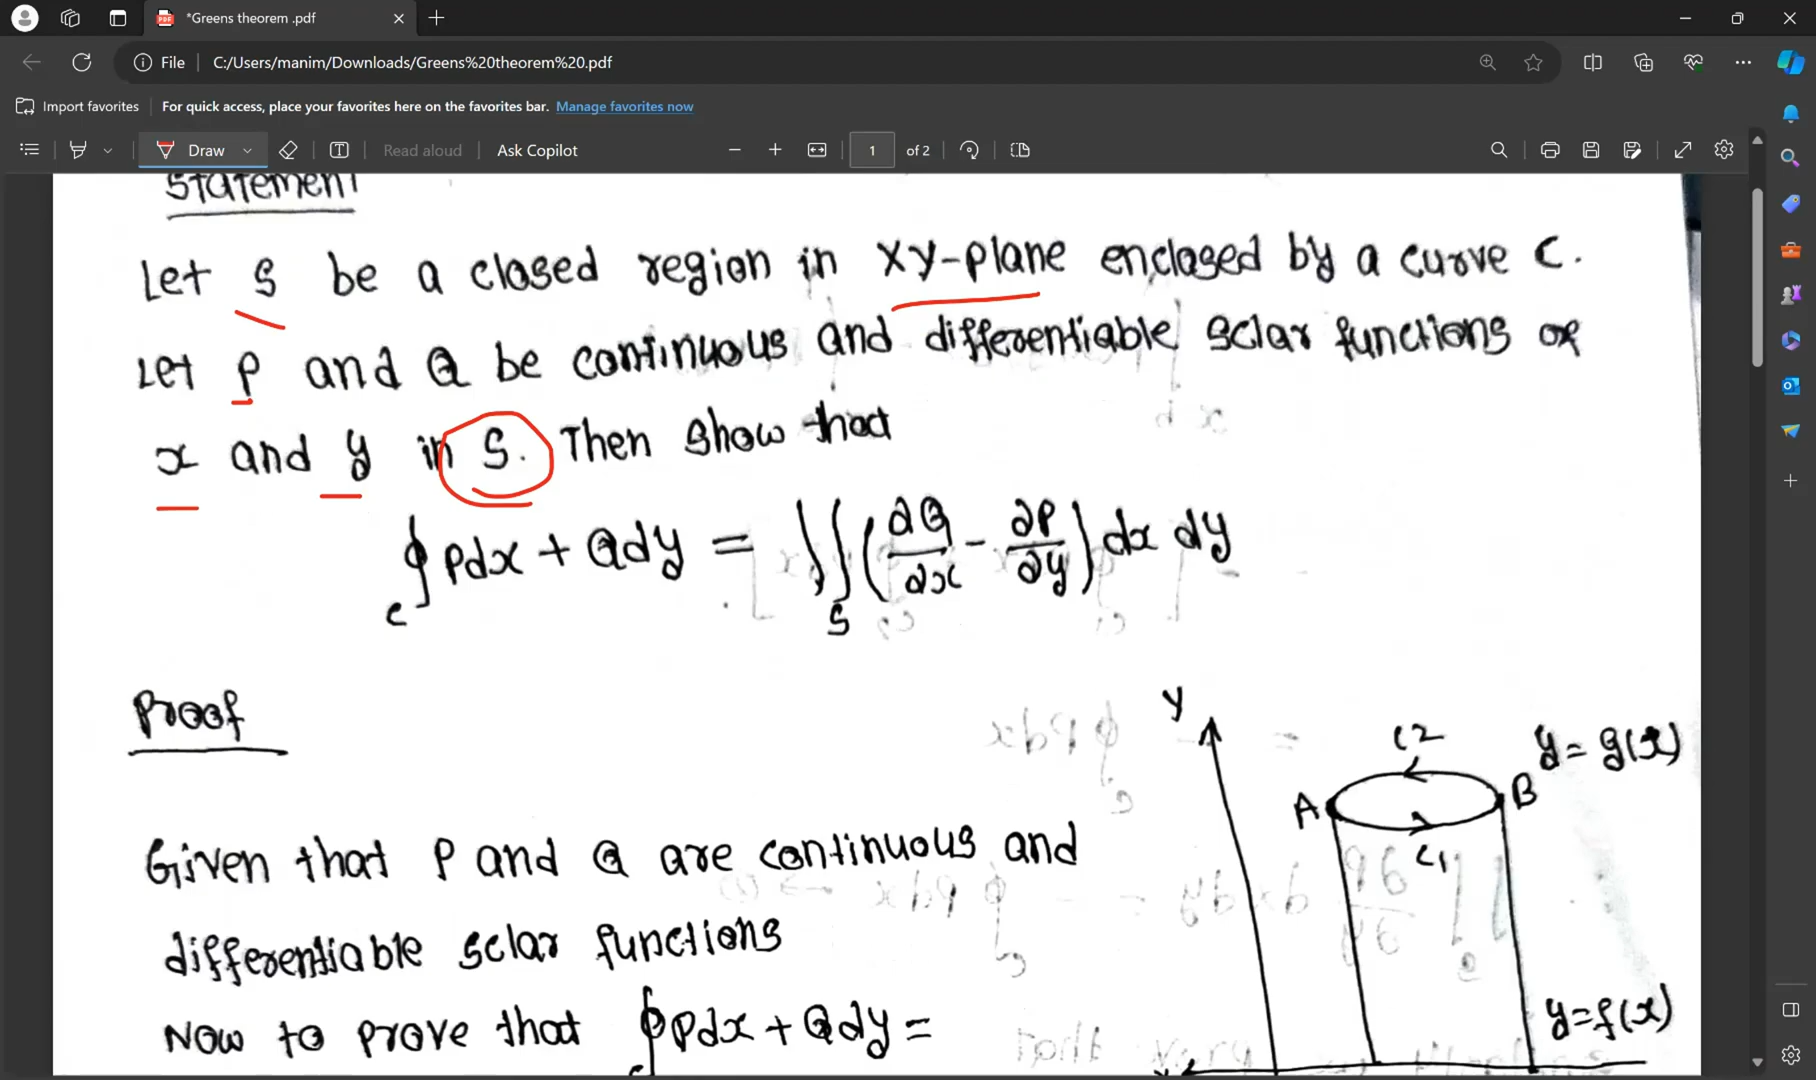 *Greens theorem .pdf
File C:/Users/manim/Downloads/Greens%20theorem%20.pdf
Import favorites For quick access, place your favorites here on the favorites bar. Manage favorites now
Draw Read aloud Ask Copilot 1 of 2
Statement
Let S be a closed region in xy-plane enclosed by a curve C.
Let P and Q be continuous and differentiable sclar functions of
x and y in S. Then show that
∮_C Pdx + Qdy = ∬_S (∂Q/∂x - ∂P/∂y) dx dy
Proof
y
C2
y = g(x)
A B
C1
Given that P and Q are continuous and
differentiable sclar functions
y=f(x)
Now to prove that ∮_C Pdx + Qdy =